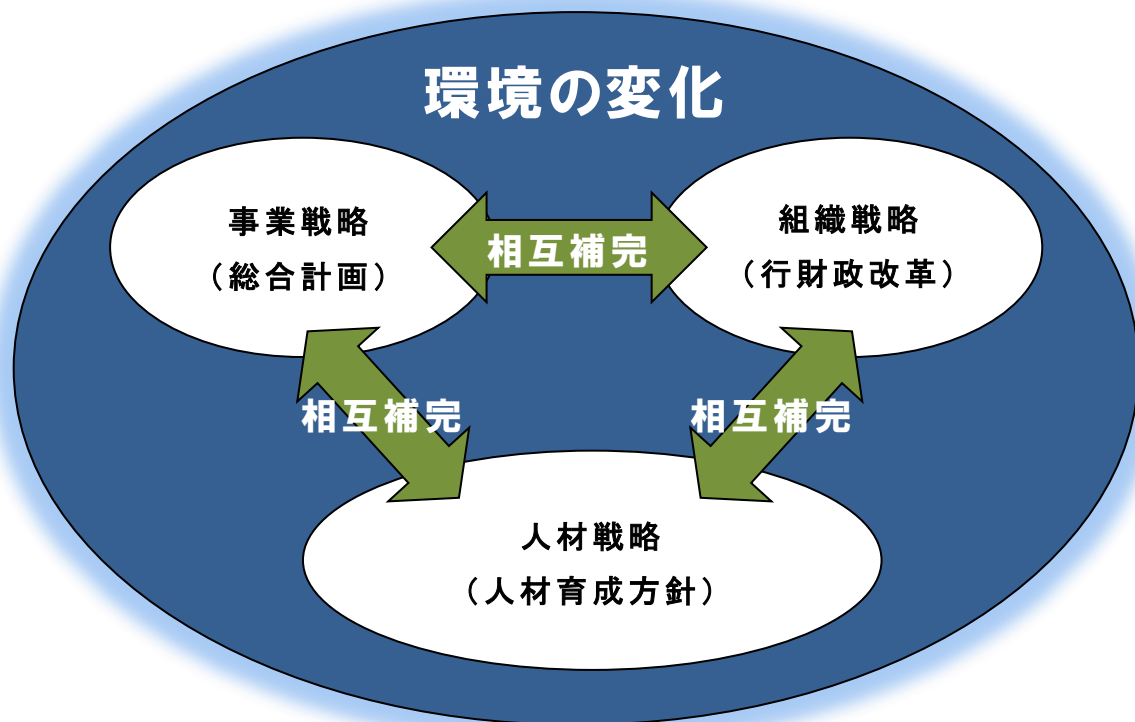 環境の変化
事業戦略
（総合計画）
相互補完
組織戦略
（行財政改革）
相互補完
相互補完
人材戦略
（人材育成方針）